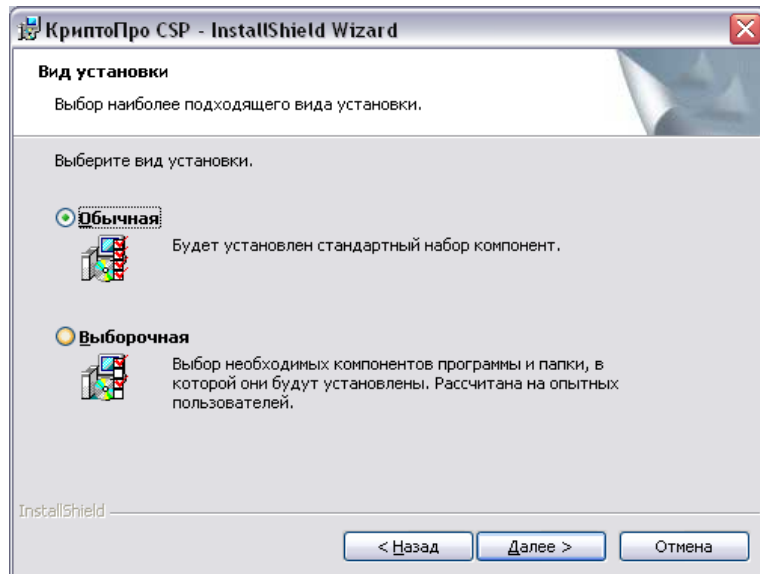 КриптоПро CSP - InstallShield Wizard
Вид установки
Выбор наиболее подходящего вида установки.
Выберите вид установки.
Обычная
Будет установлен стандартный набор компонент.
Выборочная
Выбор необходимых компонентов программы и папки, в
которой они будут установлены. Рассчитана на опытных
пользователей.
InstallShield
< Назад
Далее >
Отмена